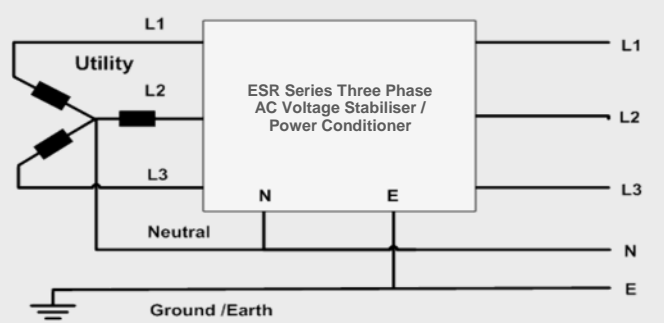 L1
Utility
L2
L3
ESR Series Three Phase
AC Voltage Stabiliser /
Power Conditioner
N
E
L1
L2
L3
Neutral
N
E
Ground /Earth